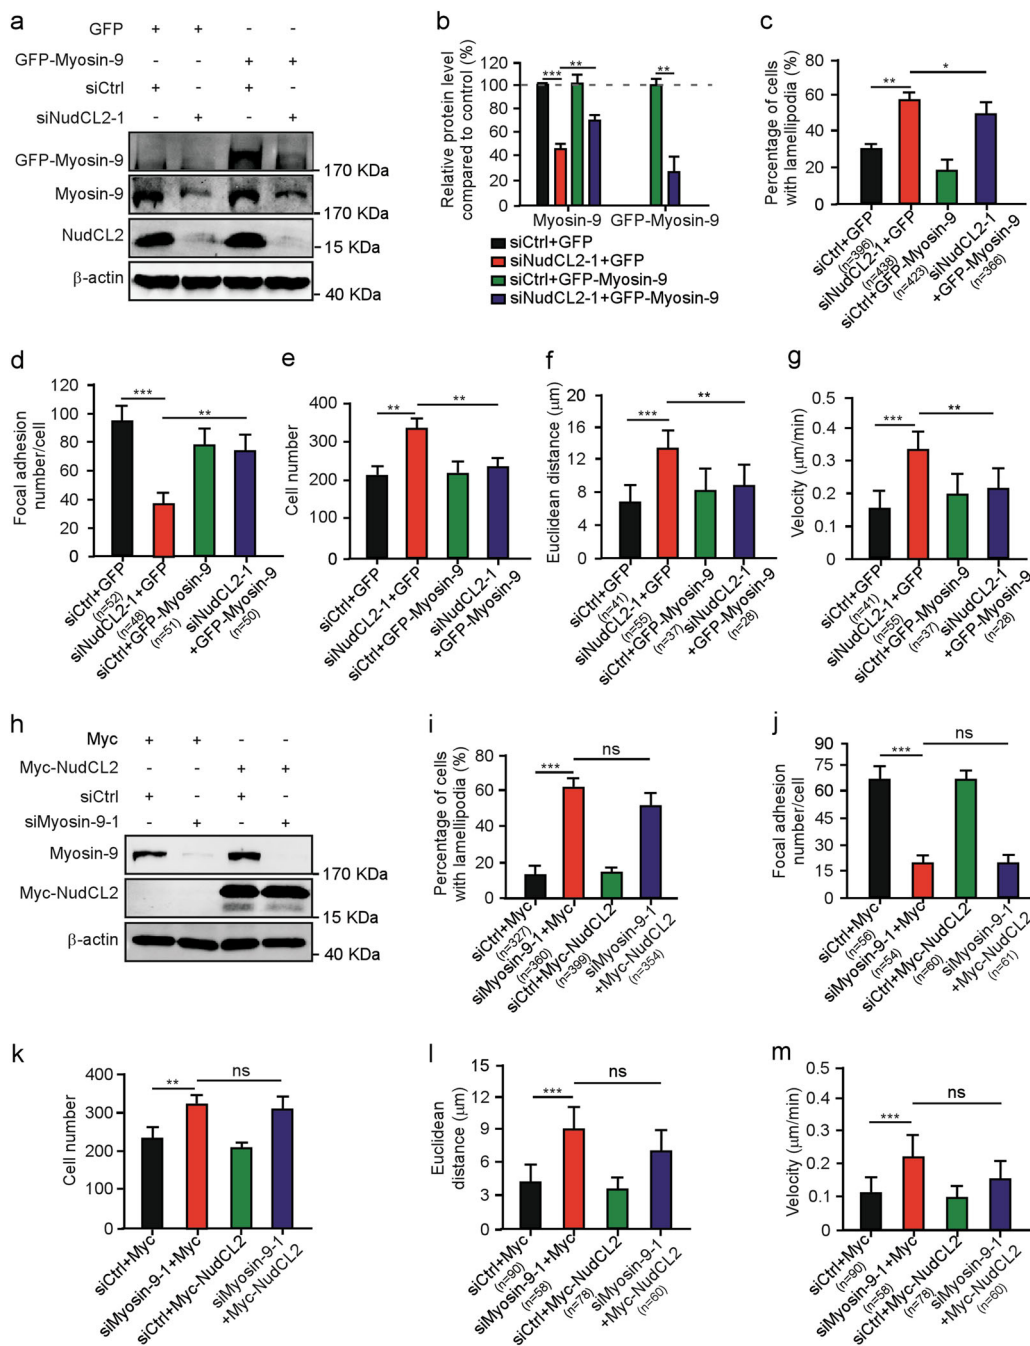 a
GFP + + - -
GFP-Myosin-9 - - + +
siCtrl + - + -
siNudCL2-1 - + - +
GFP-Myosin-9
170 KDa
Myosin-9
170 KDa
NudCL2
15 KDa
β-actin
40 KDa
b
Relative protein level
compared to control (%)
120
100
80
60
40
20
0
*** ** **
Myosin-9 GFP-Myosin-9
siCtrl+GFP
siNudCL2-1+GFP
siCtrl+GFP-Myosin-9
siNudCL2-1+GFP-Myosin-9
c
Percentage of cells
with lamellipodia (%)
80
60
40
20
0
** *
siCtrl+GFP
(n=396)
siNudCL2-1+GFP
(n=438)
siCtrl+GFP-Myosin-9
(n=423)
siNudCL2-1
+GFP-Myosin-9
(n=366)
d
Focal adhesion
number/cell
120
100
80
60
40
20
0
*** **
siCtrl+GFP
(n=52)
siNudCL2-1+GFP
(n=48)
siCtrl+GFP-Myosin-9
(n=51)
siNudCL2-1
+GFP-Myosin-9
(n=50)
e
Cell number
400
300
200
100
0
** **
siCtrl+GFP
siNudCL2-1+GFP
siCtrl+GFP-Myosin-9
siNudCL2-1
+GFP-Myosin-9
f
Euclidean distance (μm)
20
16
12
8
4
0
*** **
siCtrl+GFP
(n=41)
siNudCL2-1+GFP
(n=55)
siCtrl+GFP-Myosin-9
(n=37)
siNudCL2-1
+GFP-Myosin-9
(n=28)
g
Velocity (μm/min)
0.5
0.4
0.3
0.2
0.1
0
*** **
siCtrl+GFP
(n=41)
siNudCL2-1+GFP
(n=55)
siCtrl+GFP-Myosin-9
(n=37)
siNudCL2-1
+GFP-Myosin-9
(n=28)
h
Myc + + - -
Myc-NudCL2 - - + +
siCtrl + - + -
siMyosin-9-1 - + - +
Myosin-9
170 KDa
Myc-NudCL2
15 KDa
β-actin
40 KDa
i
Percentage of cells
with lamellipodia (%)
80
60
40
20
0
*** ns
siCtrl+Myc
(n=327)
siMyosin-9-1+Myc
(n=360)
siCtrl+Myc-NudCL2
(n=399)
siMyosin-9-1
+Myc-NudCL2
(n=354)
j
Focal adhesion
number/cell
90
75
60
45
30
15
0
*** ns
siCtrl+Myc
(n=56)
siMyosin-9-1+Myc
(n=54)
siCtrl+Myc-NudCL2
(n=60)
siMyosin-9-1
+Myc-NudCL2
(n=61)
k
Cell number
400
300
200
100
0
** ns
siCtrl+Myc
siMyosin-9-1+Myc
siCtrl+Myc-NudCL2
siMyosin-9-1
+Myc-NudCL2
l
Euclidean
distance (μm)
15
12
9
6
3
0
*** ns
siCtrl+Myc
(n=90)
siMyosin-9-1+Myc
(n=58)
siCtrl+Myc-NudCL2
(n=78)
siMyosin-9-1
+Myc-NudCL2
(n=60)
m
Velocity (μm/min)
0.5
0.4
0.3
0.2
0.1
0
*** ns
siCtrl+Myc
(n=90)
siMyosin-9-1+Myc
(n=58)
siCtrl+Myc-NudCL2
(n=78)
siMyosin-9-1
+Myc-NudCL2
(n=60)